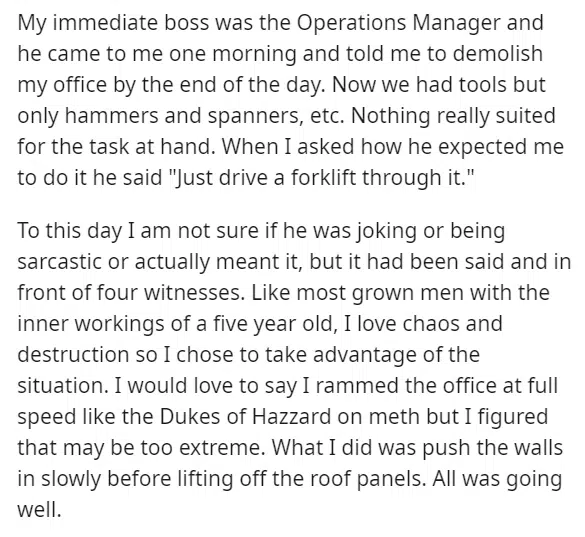 My immediate boss was the Operations Manager and
he came to me one morning and told me to demolish
my office by the end of the day. Now we had tools but
only hammers and spanners, etc. Nothing really suited
for the task at hand. When I asked how he expected me
to do it he said "Just drive a forklift through it."
To this day I am not sure if he was joking or being
sarcastic or actually meant it, but it had been said and in
front of four witnesses. Like most grown men with the
inner workings of a five year old, I love chaos and
destruction so I chose to take advantage of the
situation. I would love to say I rammed the office at full
speed like the Dukes of Hazzard on meth but I figured
that may be too extreme. What I did was push the walls
in slowly before lifting off the roof panels. All was going
well.